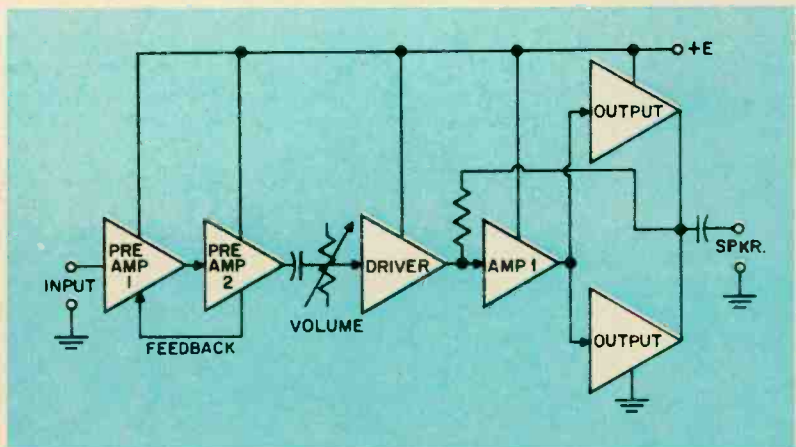 +E
OUTPUT
PRE
AMP
1
PRE
AMP
2
DRIVER
AMP 1
INPUT
SPKR.
VOLUME
FEEDBACK
OUTPUT